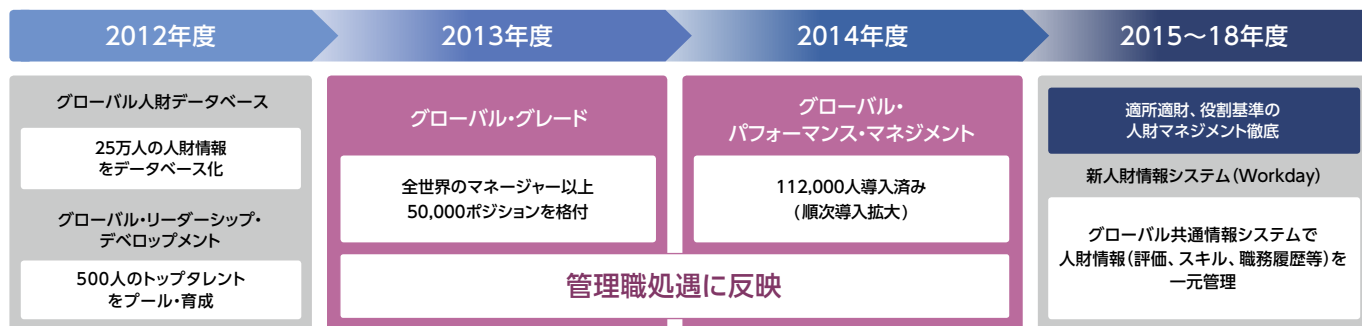 2012年度
2013年度
2014年度
2015～18年度
グローバル人財データベース
25万人の人財情報
をデータベース化
グローバル・リーダーシップ・
デベロップメント
500人のトップタレント
をプール・育成
グローバル・グレード
全世界のマネージャー以上
50,000ポジションを格付
グローバル・
パフォーマンス・マネジメント
112,000人導入済み
(順次導入拡大)
管理職処遇に反映
適所適財、役割基準の
人財マネジメント徹底
新人財情報システム(Workday)
グローバル共通情報システムで
人財情報(評価、スキル、職務履歴等)を
一元管理